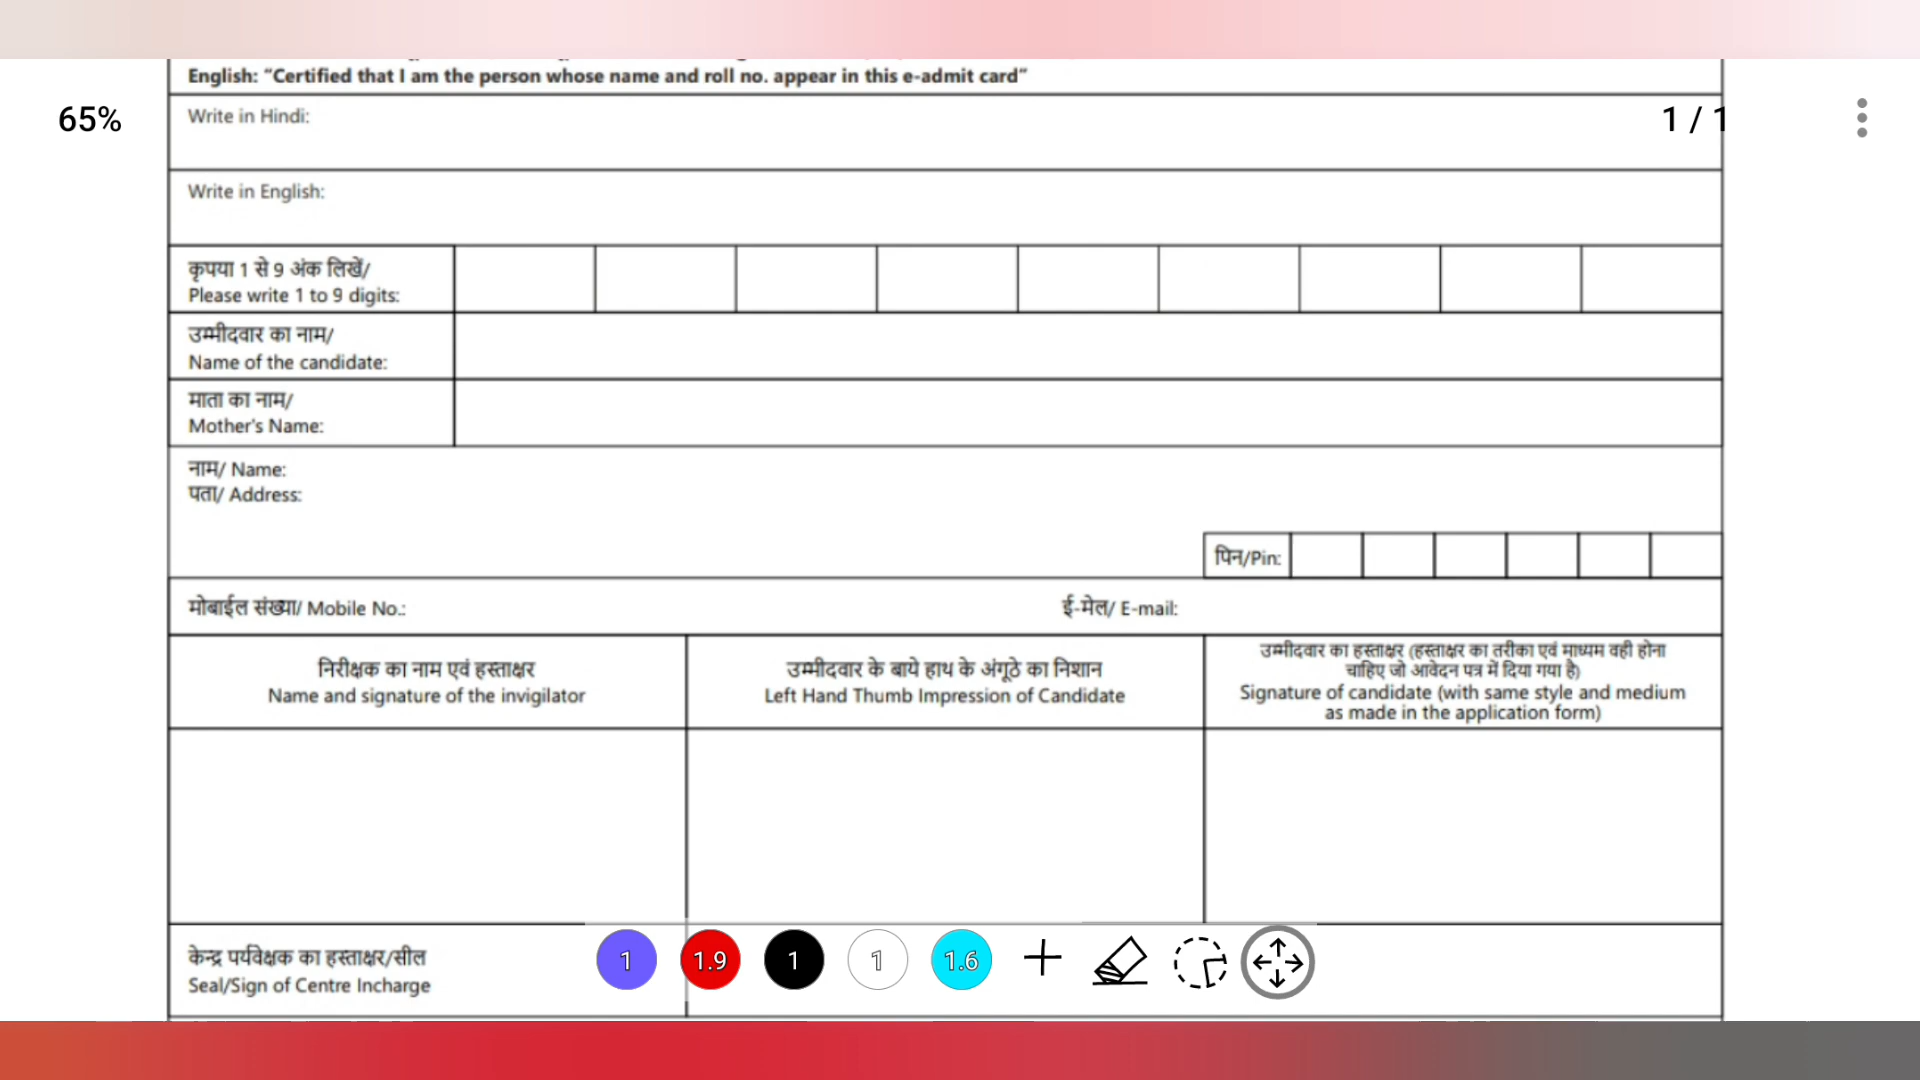 English: “Certified that I am the person whose name and roll no. appear in this e-admit card”
65%
Write in Hindi:
1 / 1
Write in English:
कृपया 1 से 9 अंक लिखें/
Please write 1 to 9 digits:
उम्मीदवार का नाम/
Name of the candidate:
माता का नाम/
Mother's Name:
नाम/ Name:
पता/ Address:
पिन/Pin:
मोबाईल संख्या/ Mobile No.:
ई-मेल/ E-mail:
निरीक्षक का नाम एवं हस्ताक्षर
Name and signature of the invigilator
उम्मीदवार के बाये हाथ के अंगूठे का निशान
Left Hand Thumb Impression of Candidate
उम्मीदवार का हस्ताक्षर (हस्ताक्षर का तरीका एवं माध्यम वही होना
चाहिए जो आवेदन पत्र में दिया गया है)
Signature of candidate (with same style and medium
as made in the application form)
केन्द्र पर्यवेक्षक का हस्ताक्षर/सील
Seal/Sign of Centre Incharge
1 1.9 1 1 1.6